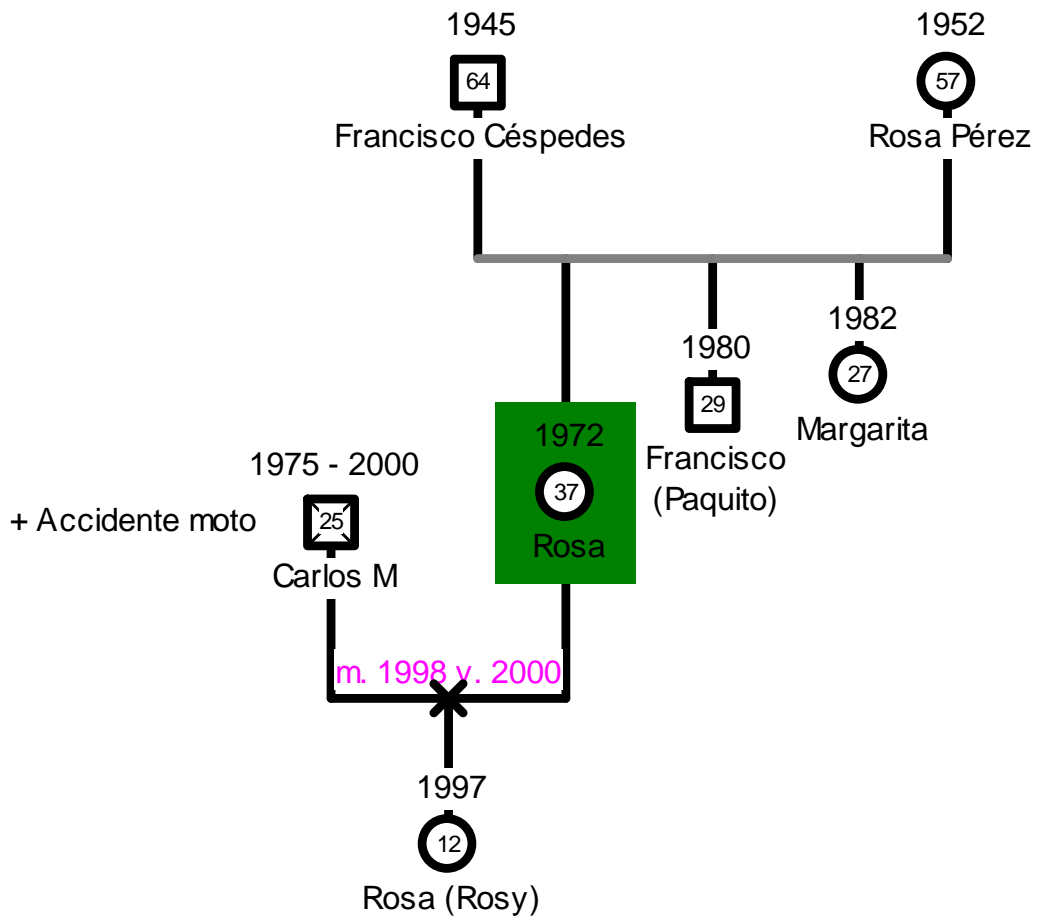 1945
1952
64
57
Francisco Céspedes
Rosa Pérez
1982
1980
27
29
Margarita
1972
Francisco
(Paquito)
37
Rosa
1975 - 2000
+ Accidente moto
25
Carlos M
m. 1998 v. 2000
1997
12
Rosa (Rosy)